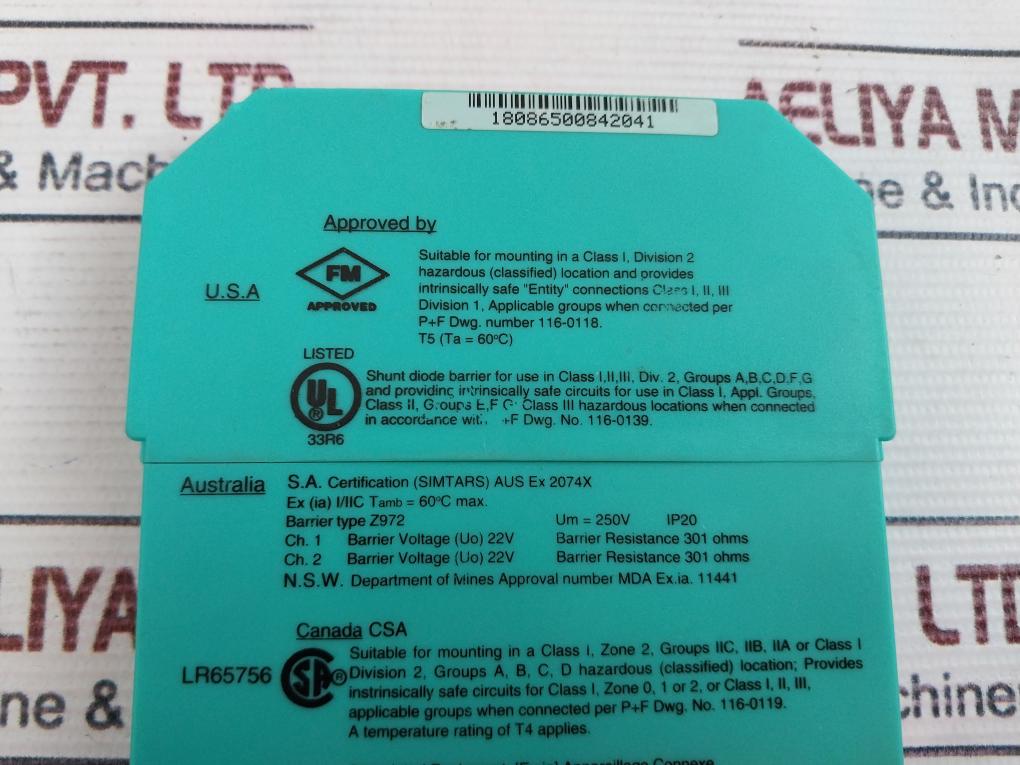 PVT. LTD
AELIYA M
& Mach
ne & Ind
18086500842041
Approved by
U.S.A
FM
APPROVED
Suitable for mounting in a Class I, Division 2
hazardous (classified) location and provides
intrinsically safe "Entity" connections Class I, II, III
Division 1, Applicable groups when connected per
P+F Dwg. number 116-0118.
T5 (Ta = 60ºC)
LISTED
UL
®
33R6
Shunt diode barrier for use in Class I,II,III, Div. 2, Groups A,B,C,D,F,G
and providing intrinsically safe circuits for use in Class I, Appl. Groups,
Class II, Groups E,F G; Class III hazardous locations when connected
in accordance with +F Dwg. No. 116-0139.
Australia
S.A. Certification (SIMTARS) AUS Ex 2074X
Ex (ia) I/IIC Tamb = 60ºC max.
Barrier type Z972 Um = 250V IP20
Ch. 1 Barrier Voltage (Uo) 22V Barrier Resistance 301 ohms
Ch. 2 Barrier Voltage (Uo) 22V Barrier Resistance 301 ohms
N.S.W. Department of Mines Approval number MDA Ex.ia. 11441
ELIYA
LTD
Canada CSA
LR65756
SA ®
Suitable for mounting in a Class I, Zone 2, Groups IIC, IIB, IIA or Class I
Division 2, Groups A, B, C, D hazardous (classified) location; Provides
instrinsically safe circuits for Class I, Zone 0, 1 or 2, or Class I, II, III,
applicable groups when connected per P+F Dwg. No. 116-0119.
A temperature rating of T4 applies.
ne &
chine
Appareillage Connexe